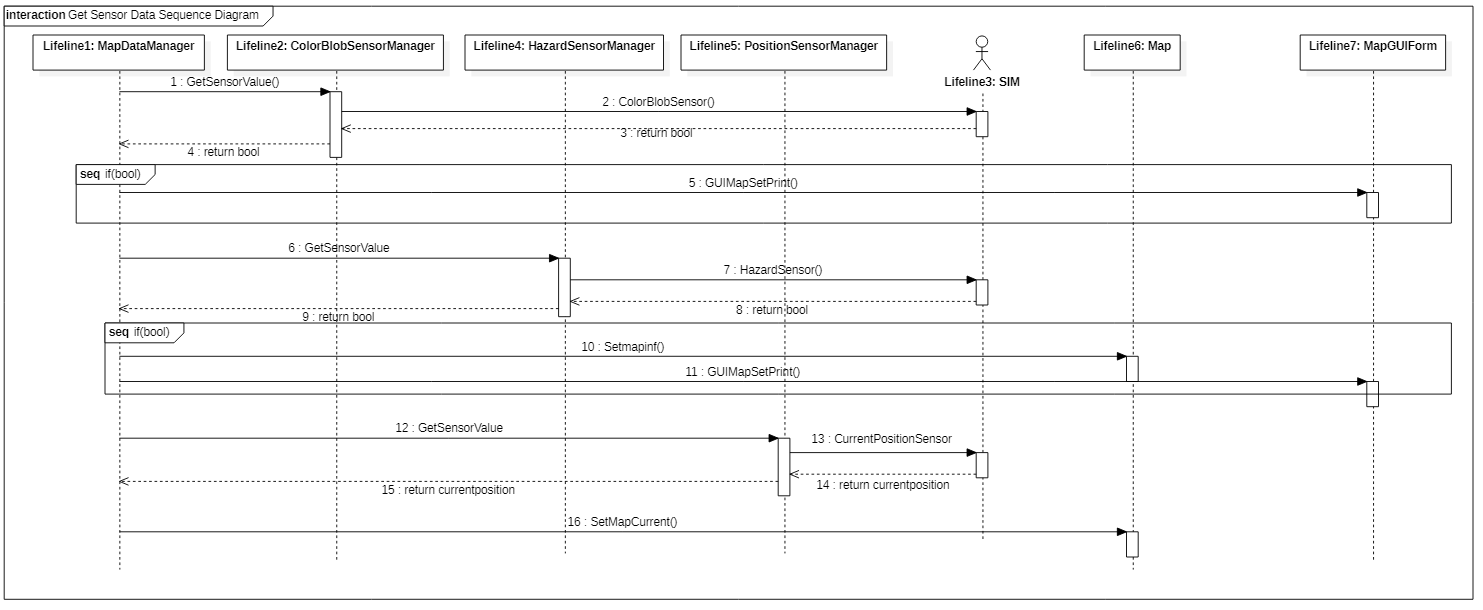 interaction Get Sensor Data Sequence Diagram
Lifeline1: MapDataManager
Lifeline2: ColorBlobSensorManager
Lifeline4: HazardSensorManager
Lifeline5: PositionSensorManager
Lifeline3: SIM
Lifeline6: Map
Lifeline7: MapGUIForm
1 : GetSensorValue()
2 : ColorBlobSensor()
3 : return bool
4 : return bool
seq if(bool)
5 : GUIMapSetPrint()
6 : GetSensorValue
7 : HazardSensor()
8 : return bool
9 : return bool
seq if(bool)
10 : Setmapinf()
11 : GUIMapSetPrint()
12 : GetSensorValue
13 : CurrentPositionSensor
14 : return currentposition
15 : return currentposition
16 : SetMapCurrent()